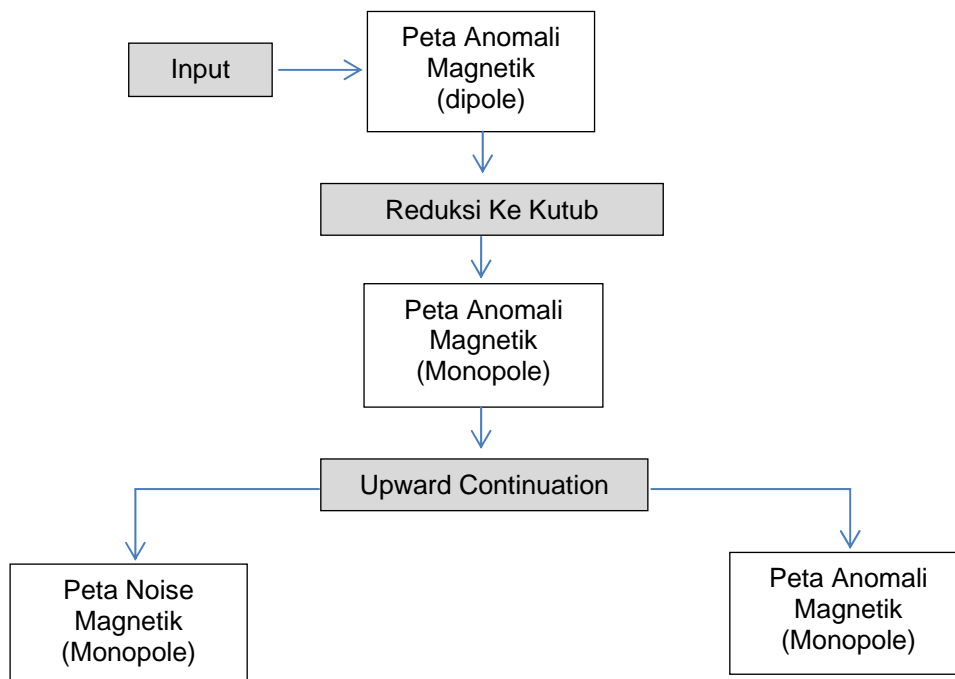 Input
Peta Anomali
Magnetik
(dipole)
Reduksi Ke Kutub
Peta Anomali
Magnetik
(Monopole)
Upward Continuation
Peta Noise
Magnetik
(Monopole)
Peta Anomali
Magnetik
(Monopole)